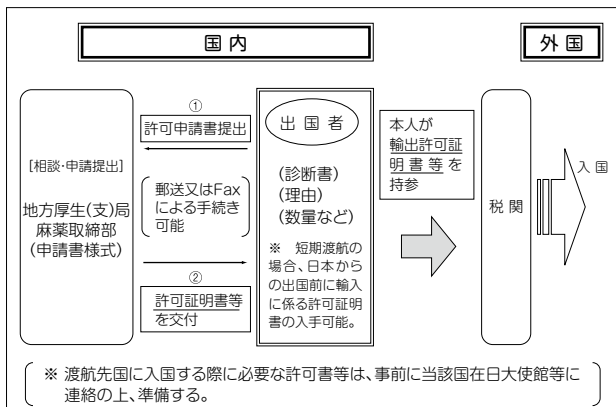 国内
外国
[相談・申請提出]
地方厚生(支)局
麻薬取締部
(申請書様式)
①
許可申請書提出
郵送又はFax
による手続き
可能
②
許可証明書等
を交付
出国者
(診断書)
(理由)
(数量など)
※ 短期渡航の
場合、日本から
の出国前に輸入
に係る許可証明
書の入手可能。
本人が
輸出許可証
明書等を
持参
税関
入国
※ 渡航先国に入国する際に必要な許可書等は、事前に当該国在日大使館等に
連絡の上、準備する。